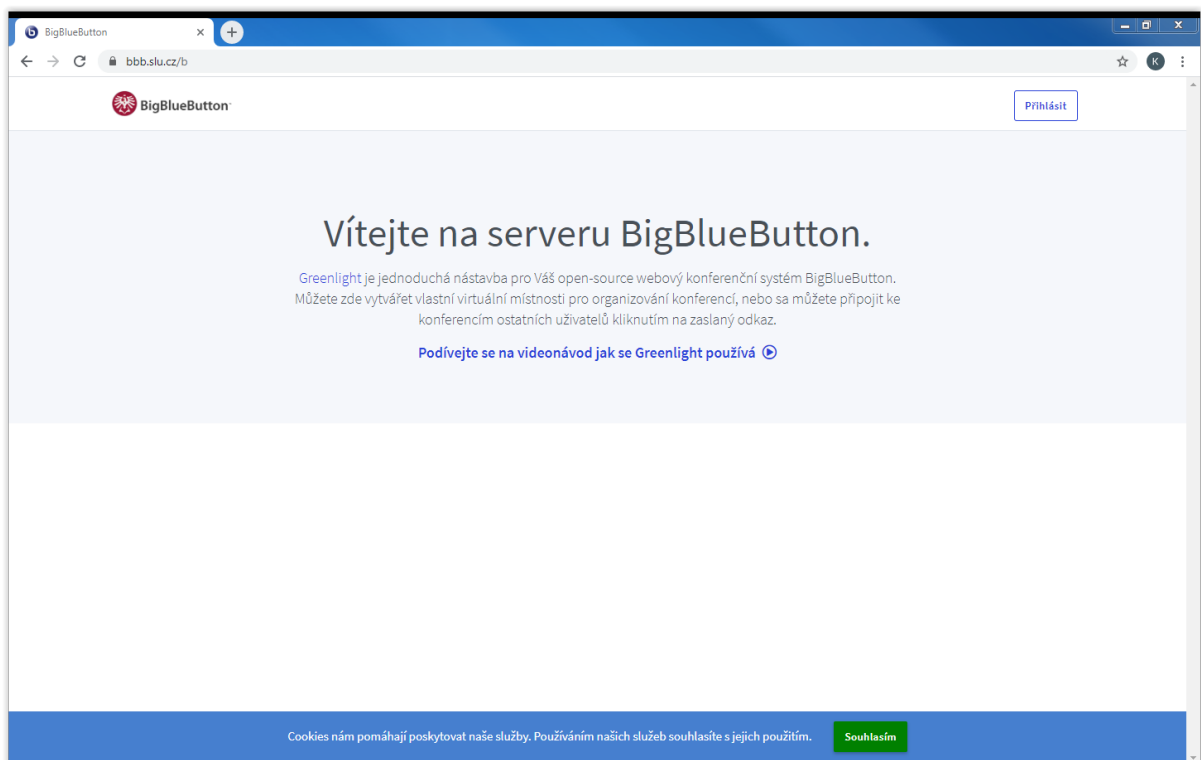 BigBlueButton
bbb.slu.cz/b
K
BigBlueButton
Přihlásit
Vítejte na serveru BigBlueButton.
Greenlight je jednoduchá nástavba pro Váš open-source webový konferenční systém BigBlueButton.
Můžete zde vytvářet vlastní virtuální místnosti pro organizování konferencí, nebo sa můžete připojit ke
konferencím ostatních uživatelů kliknutím na zaslaný odkaz.
Podívejte se na videonávod jak se Greenlight používá
Cookies nám pomáhají poskytovat naše služby. Používáním našich služeb souhlasíte s jejich použitím.
Souhlasím